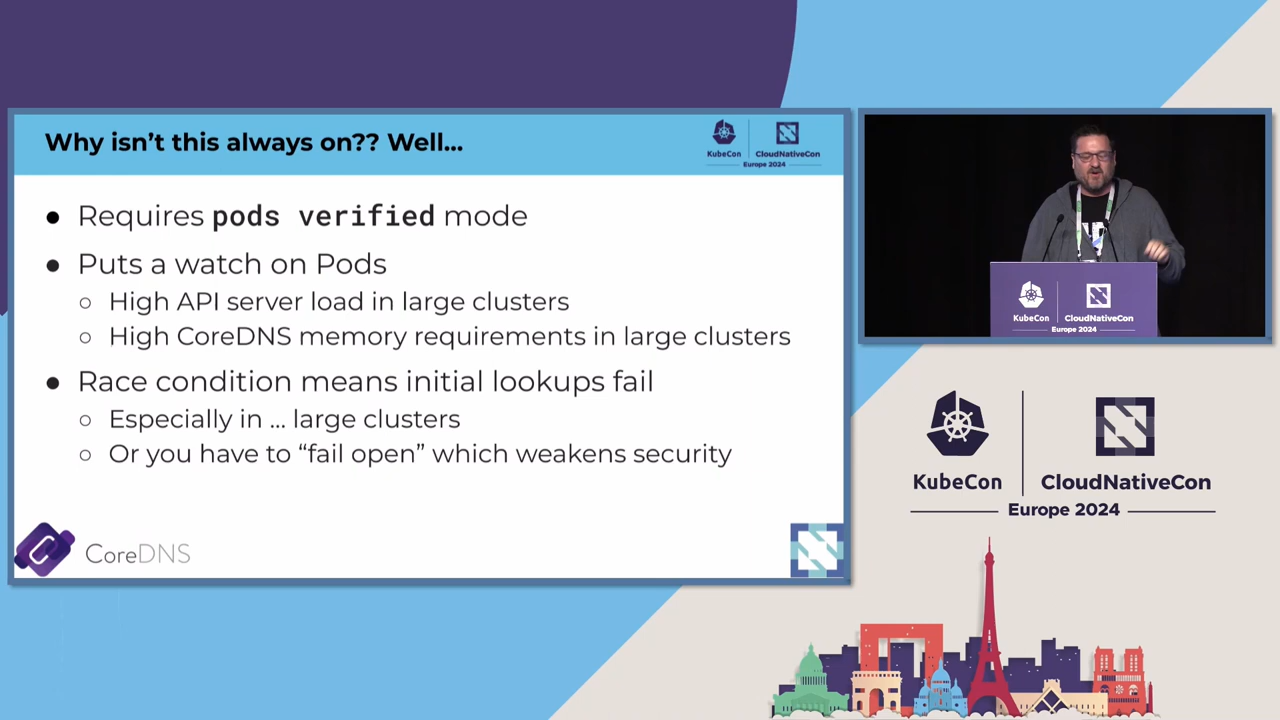 Why isn't this always on?? Well...
KubeCon
CloudNativeCon
Europe 2024
● Requires pods verified mode
● Puts a watch on Pods
○ High API server load in large clusters
○ High CoreDNS memory requirements in large clusters
● Race condition means initial lookups fail
○ Especially in ... large clusters
○ Or you have to “fail open” which weakens security
CoreDNS
KubeCon
CloudNativeCon
Europe 2024
KubeCon
CloudNativeCon
Europe 2024